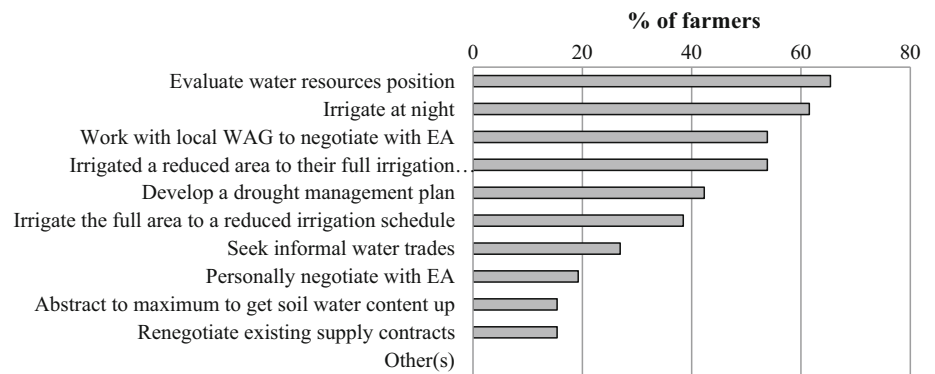 % of farmers
0 20 40 60 80
Evaluate water resources position
Irrigate at night
Work with local WAG to negotiate with EA
Irrigated a reduced area to their full irrigation…
Develop a drought management plan
Irrigate the full area to a reduced irrigation schedule
Seek informal water trades
Personally negotiate with EA
Abstract to maximum to get soil water content up
Renegotiate existing supply contracts
Other(s)